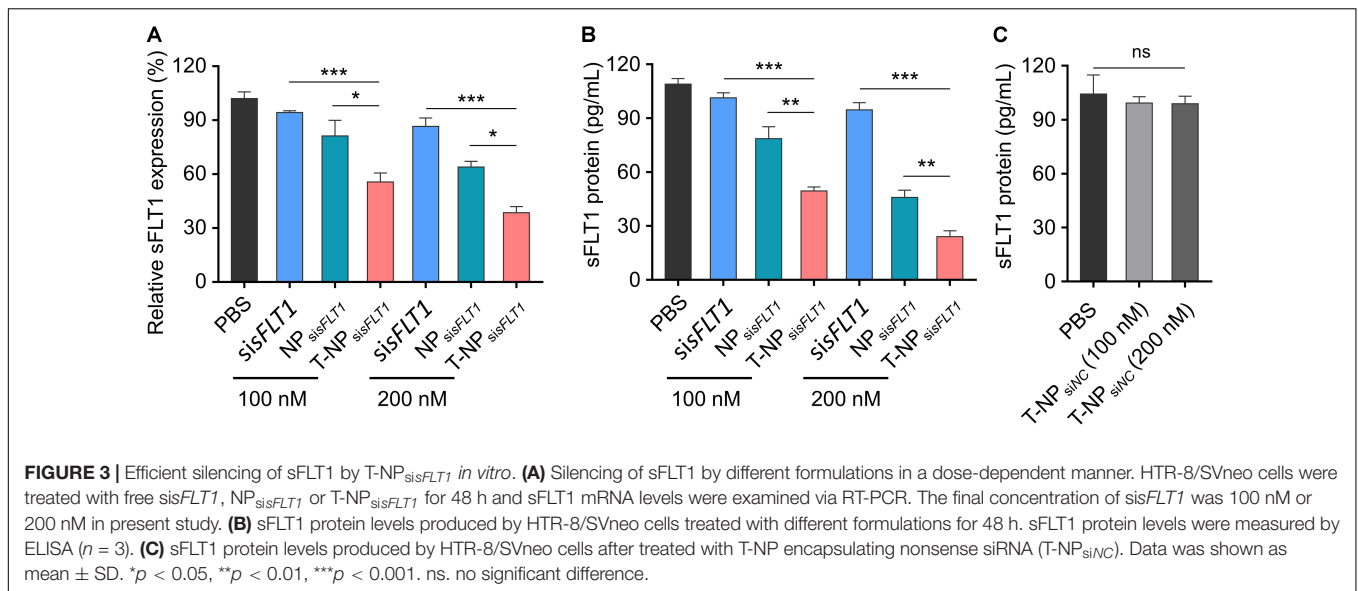 A
Relative sFLT1 expression (%)
120
90
60
30
0
***
*
***
*
PBS
sisFLT1
NP sisFLT1
T-NP sisFLT1
sisFLT1
NP sisFLT1
T-NP sisFLT1
100 nM
200 nM
B
sFLT1 protein (pg/mL)
120
90
60
30
0
***
**
***
**
PBS
sisFLT1
NP sisFLT1
T-NP sisFLT1
sisFLT1
NP sisFLT1
T-NP sisFLT1
100 nM
200 nM
C
sFLT1 protein (pg/mL)
120
90
60
30
0
ns
PBS
T-NP siNC (100 nM)
T-NP siNC (200 nM)
FIGURE 3 | Efficient silencing of sFLT1 by T-NPsisFLT1 in vitro. (A) Silencing of sFLT1 by different formulations in a dose-dependent manner. HTR-8/SVneo cells were
treated with free sisFLT1, NPsisFLT1 or T-NPsisFLT1 for 48 h and sFLT1 mRNA levels were examined via RT-PCR. The final concentration of sisFLT1 was 100 nM or
200 nM in present study. (B) sFLT1 protein levels produced by HTR-8/SVneo cells treated with different formulations for 48 h. sFLT1 protein levels were measured by
ELISA (n = 3). (C) sFLT1 protein levels produced by HTR-8/SVneo cells after treated with T-NP encapsulating nonsense siRNA (T-NPsiNC). Data was shown as
mean ± SD. *p < 0.05, **p < 0.01, ***p < 0.001. ns. no significant difference.